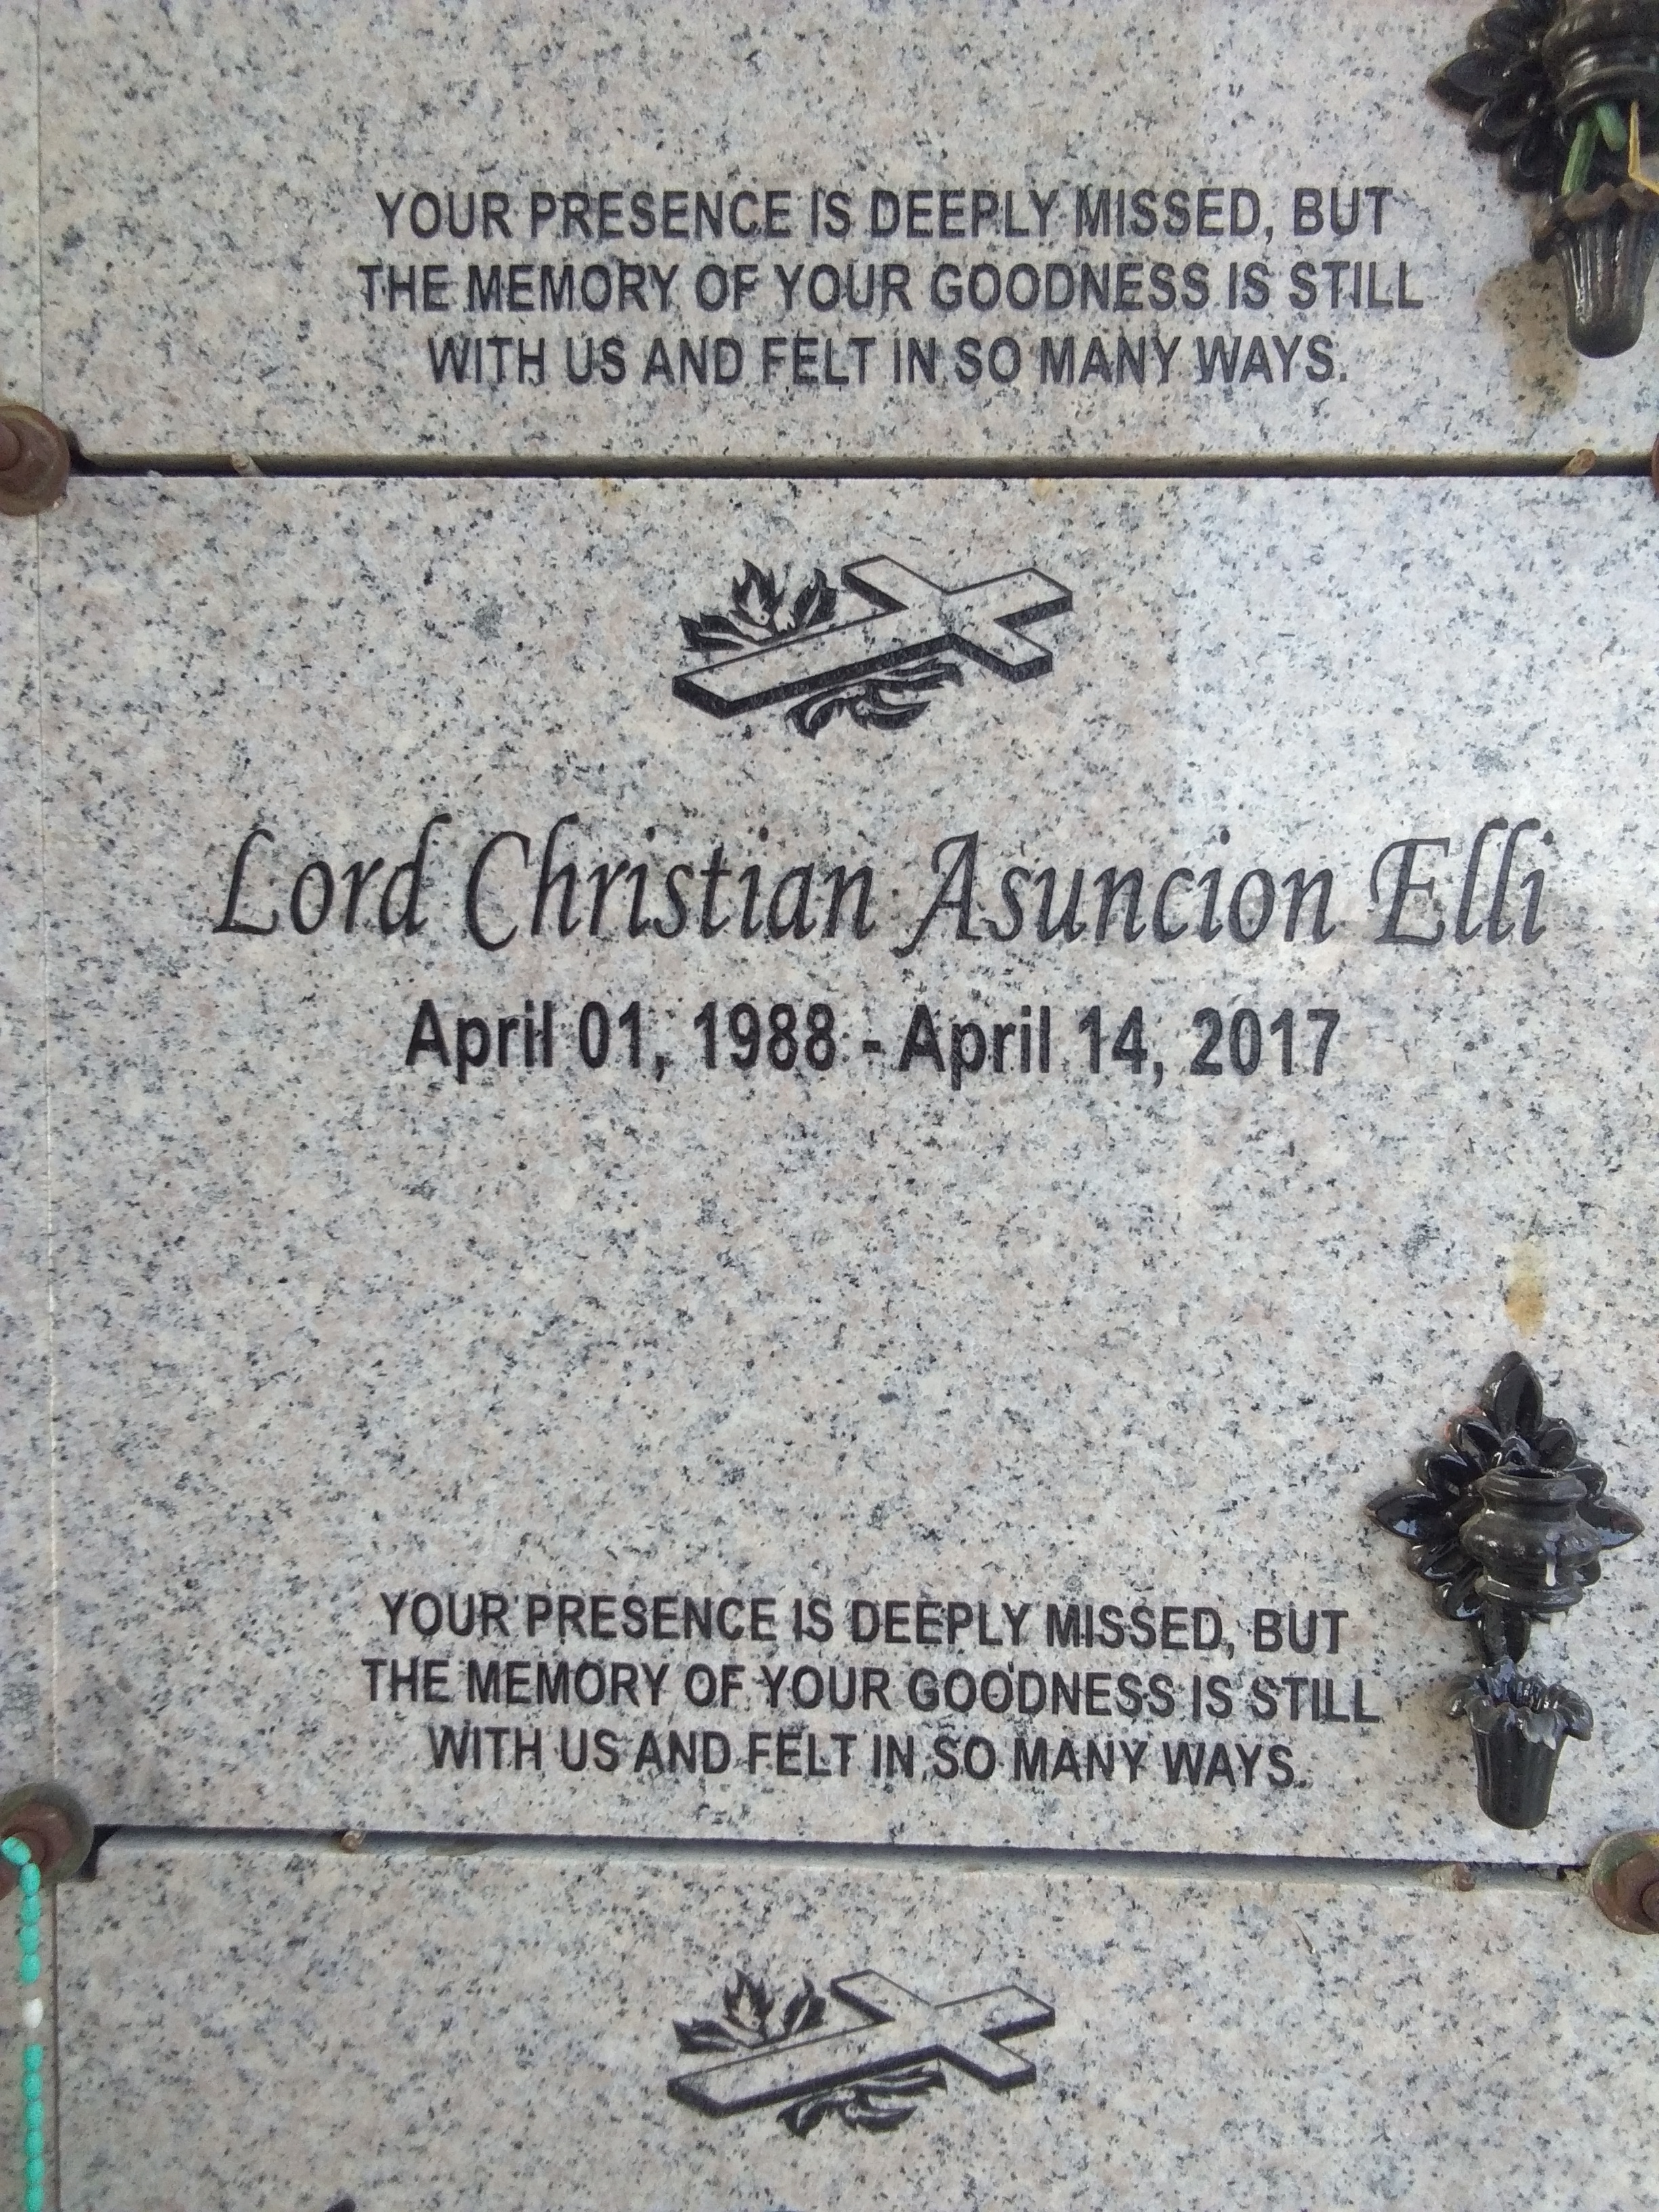 YOUR PRESENCE IS DEEPLY MISSED, BUT
THE MEMORY OF YOUR GOODNESS IS STILL
WITH US AND FELT IN SO MANY WAYS.
Lord Christian Asuncion Elli
April 01, 1988 - April 14, 2017
YOUR PRESENCE IS DEEPLY MISSED, BUT
THE MEMORY OF YOUR GOODNESS IS STILL
WITH US AND FELT IN SO MANY WAYS.